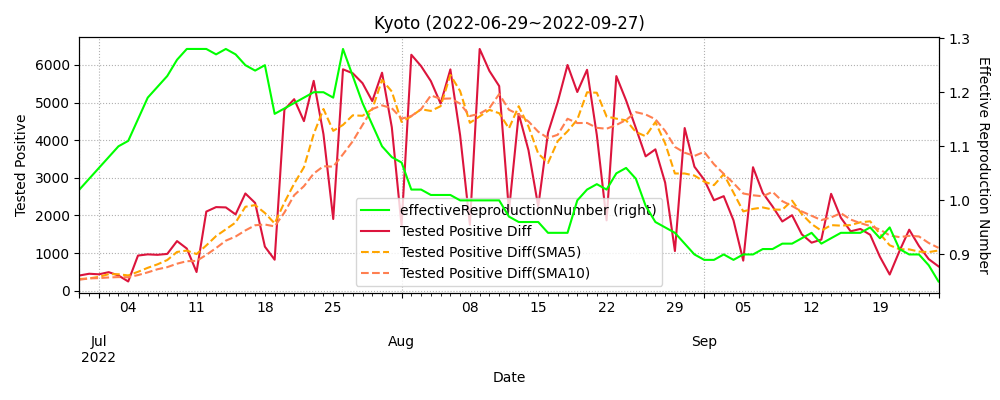 Kyoto (2022-06-29~2022-09-27)
Tested Positive
6000
5000
4000
3000
2000
1000
0
1.3
1.2
1.1
1.0
0.9
Effective Reproduction Number
effectiveReproductionNumber (right)
Tested Positive Diff
Tested Positive Diff(SMA5)
Tested Positive Diff(SMA10)
04 11 18 25 08 15 22 29 05 12 19
Jul Aug Sep
2022
Date